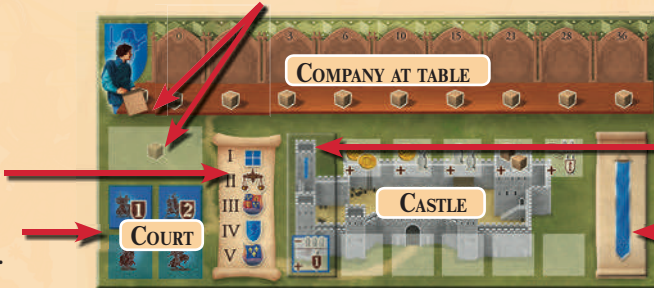 0 3 6 10 15 21 28 36
COMPANY AT TABLE
I
II
III
IV
V
1 2
COURT
CASTLE
+ + + + +
+
.